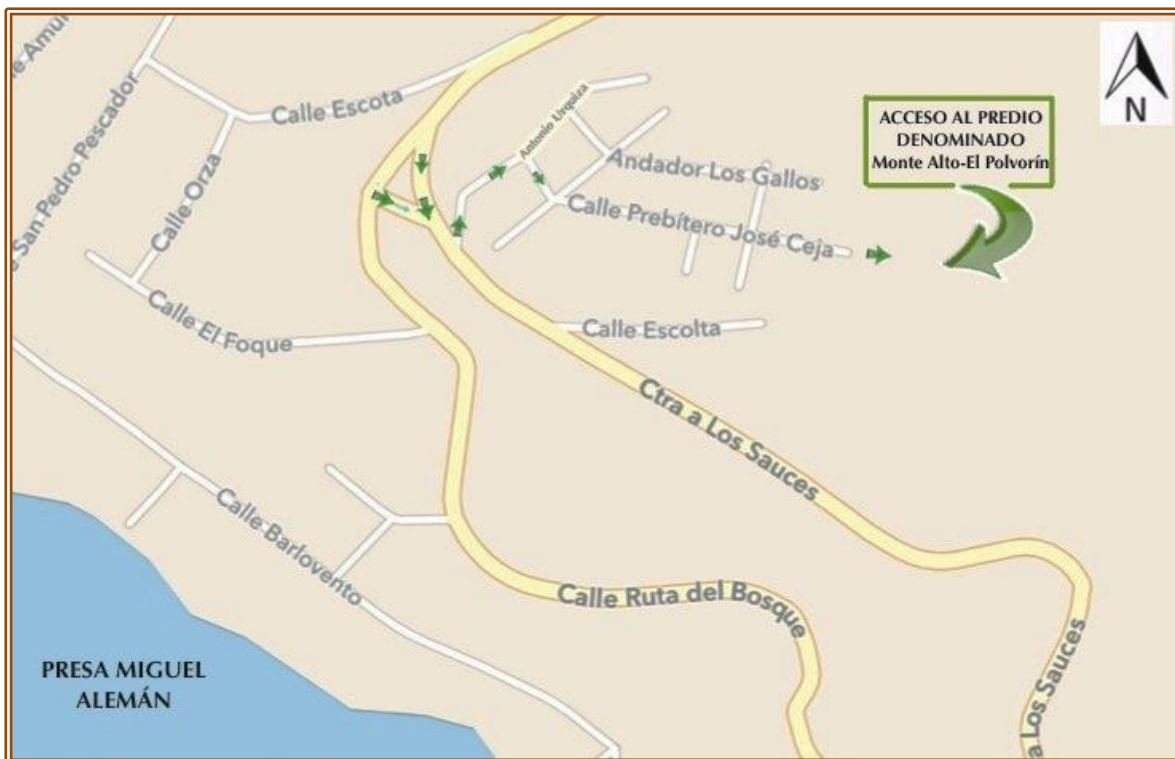 Calle Amur
San Pedro Pescador
Calle Escota
Calle Orza
Calle El Foque
Antonio Urquiza
Andador Los Gallos
Calle Prebítero José Ceja
ACCESO AL PREDIO
DENOMINADO
Monte Alto-El Polvorín
N
Calle Escolta
Ctra a Los Sauces
Calle Barlovento
Calle Ruta del Bosque
a Los Sauces
PRESA MIGUEL
ALEMÁN